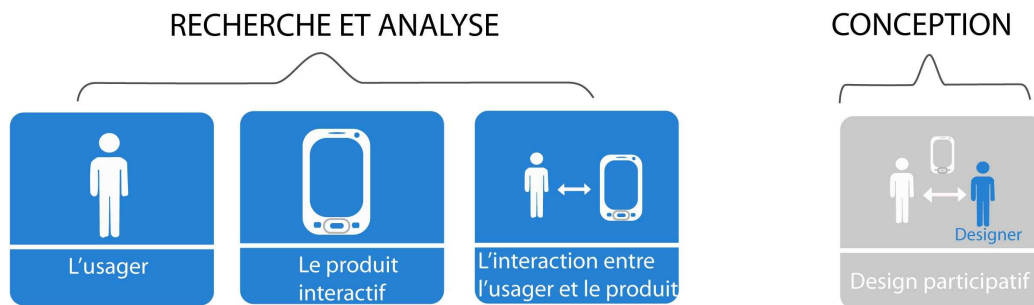 RECHERCHE ET ANALYSE
CONCEPTION
L'usager
Le produit
interactif
L'interaction entre
l'usager et le produit
Designer
Design participatif